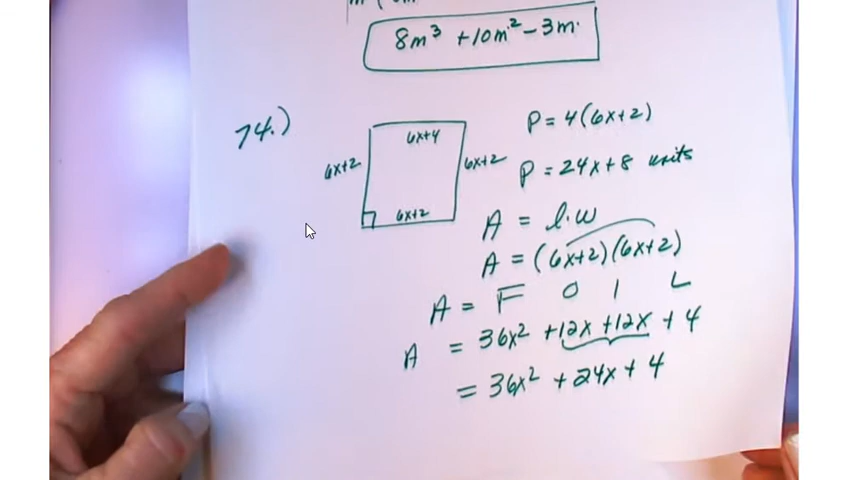 8m³ + 10m² - 3m
74.)
6x+4
6x+2
6x+2
6x+2
P = 4(6x+2)
P = 24x+8 units
A = l·w
A = (6x+2)(6x+2)
A = F O I L
A = 36x² + 12x + 12x + 4
= 36x² + 24x + 4